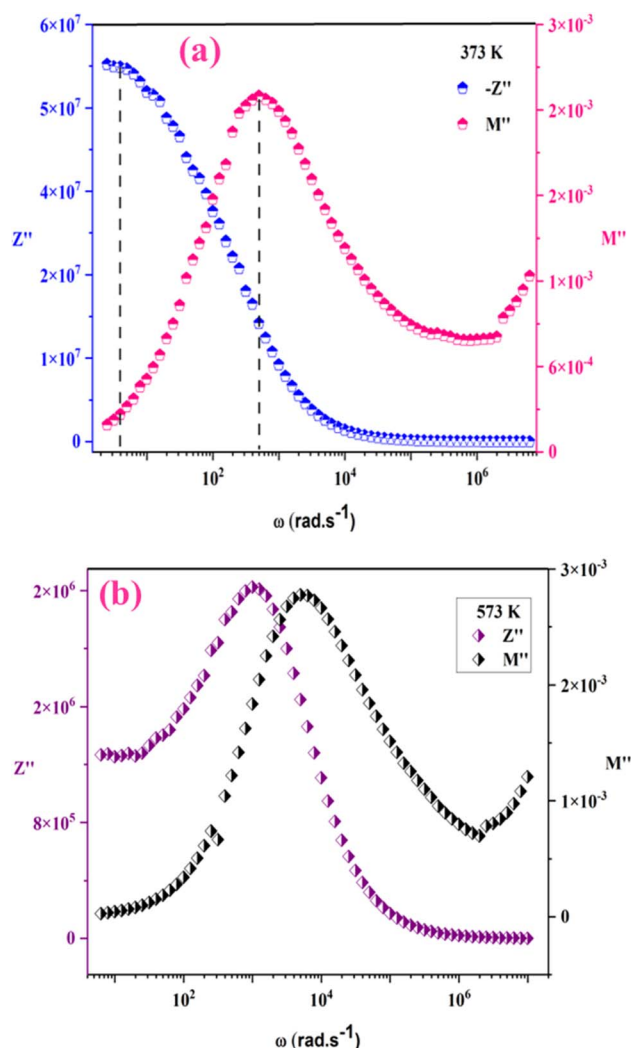 (a)
373 K
-Z''
M''
6×10⁷
5×10⁷
4×10⁷
2×10⁷
1×10⁷
0
Z''
3×10⁻³
2×10⁻³
2×10⁻³
1×10⁻³
6×10⁻⁴
0
M''
10² 10⁴ 10⁶
ω (rad.s⁻¹)
(b)
573 K
Z''
M''
2×10⁶
2×10⁶
8×10⁵
0
Z''
3×10⁻³
2×10⁻³
1×10⁻³
0
M''
10² 10⁴ 10⁶
ω (rad.s⁻¹)